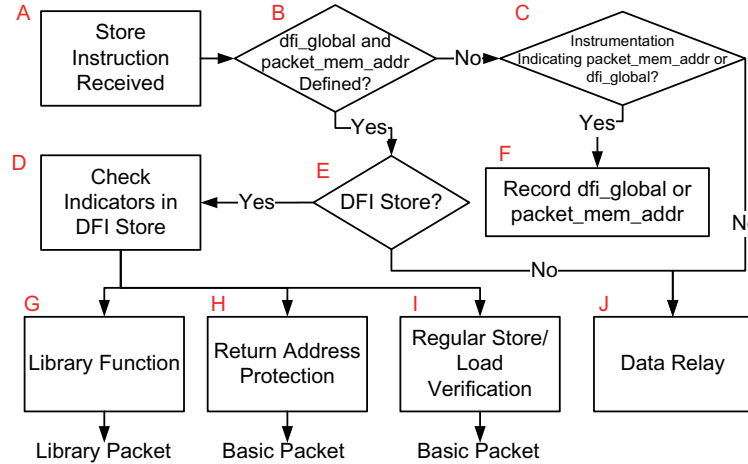 A
Store
Instruction
Received
B
dfi_global and
packet_mem_addr
Defined?
No
C
Instrumentation
Indicating packet_mem_addr or
dfi_global?
Yes
Yes
No
D
Check
Indicators in
DFI Store
Yes
E
DFI Store?
F
Record dfi_global or
packet_mem_addr
No
G
Library Function
H
Return Address
Protection
I
Regular Store/
Load
Verification
J
Data Relay
Library Packet
Basic Packet
Basic Packet